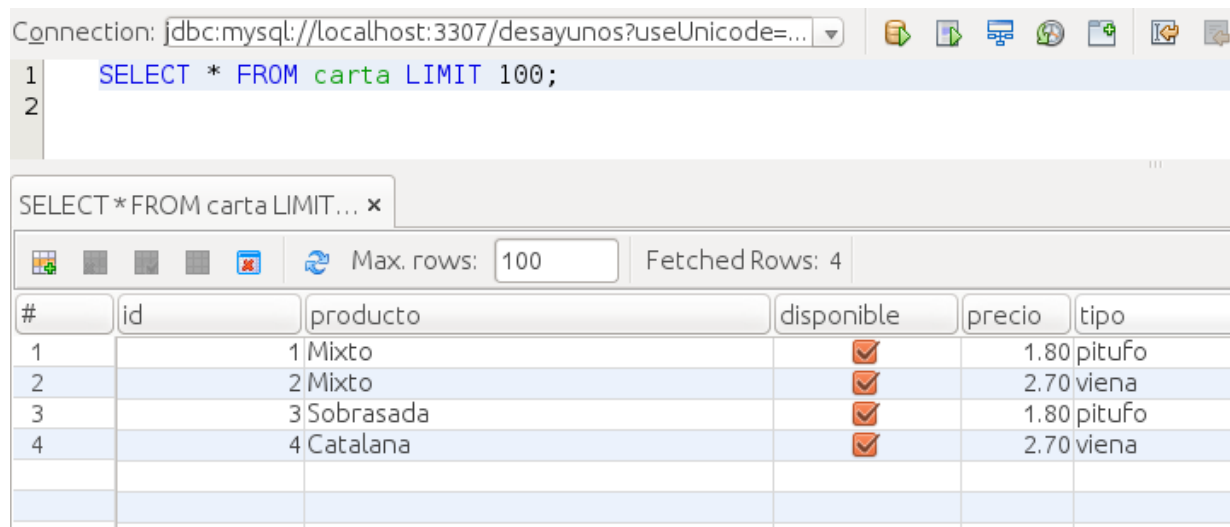 Connection: jdbc:mysql://localhost:3307/desayunos?useUnicode=...
1 SELECT * FROM carta LIMIT 100;
2
SELECT * FROM carta LIMIT... ×
Max. rows: 100 Fetched Rows: 4
# id producto disponible precio tipo
1 1 Mixto 1.80 pitufo
2 2 Mixto 2.70 viena
3 3 Sobrasada 1.80 pitufo
4 4 Catalana 2.70 viena